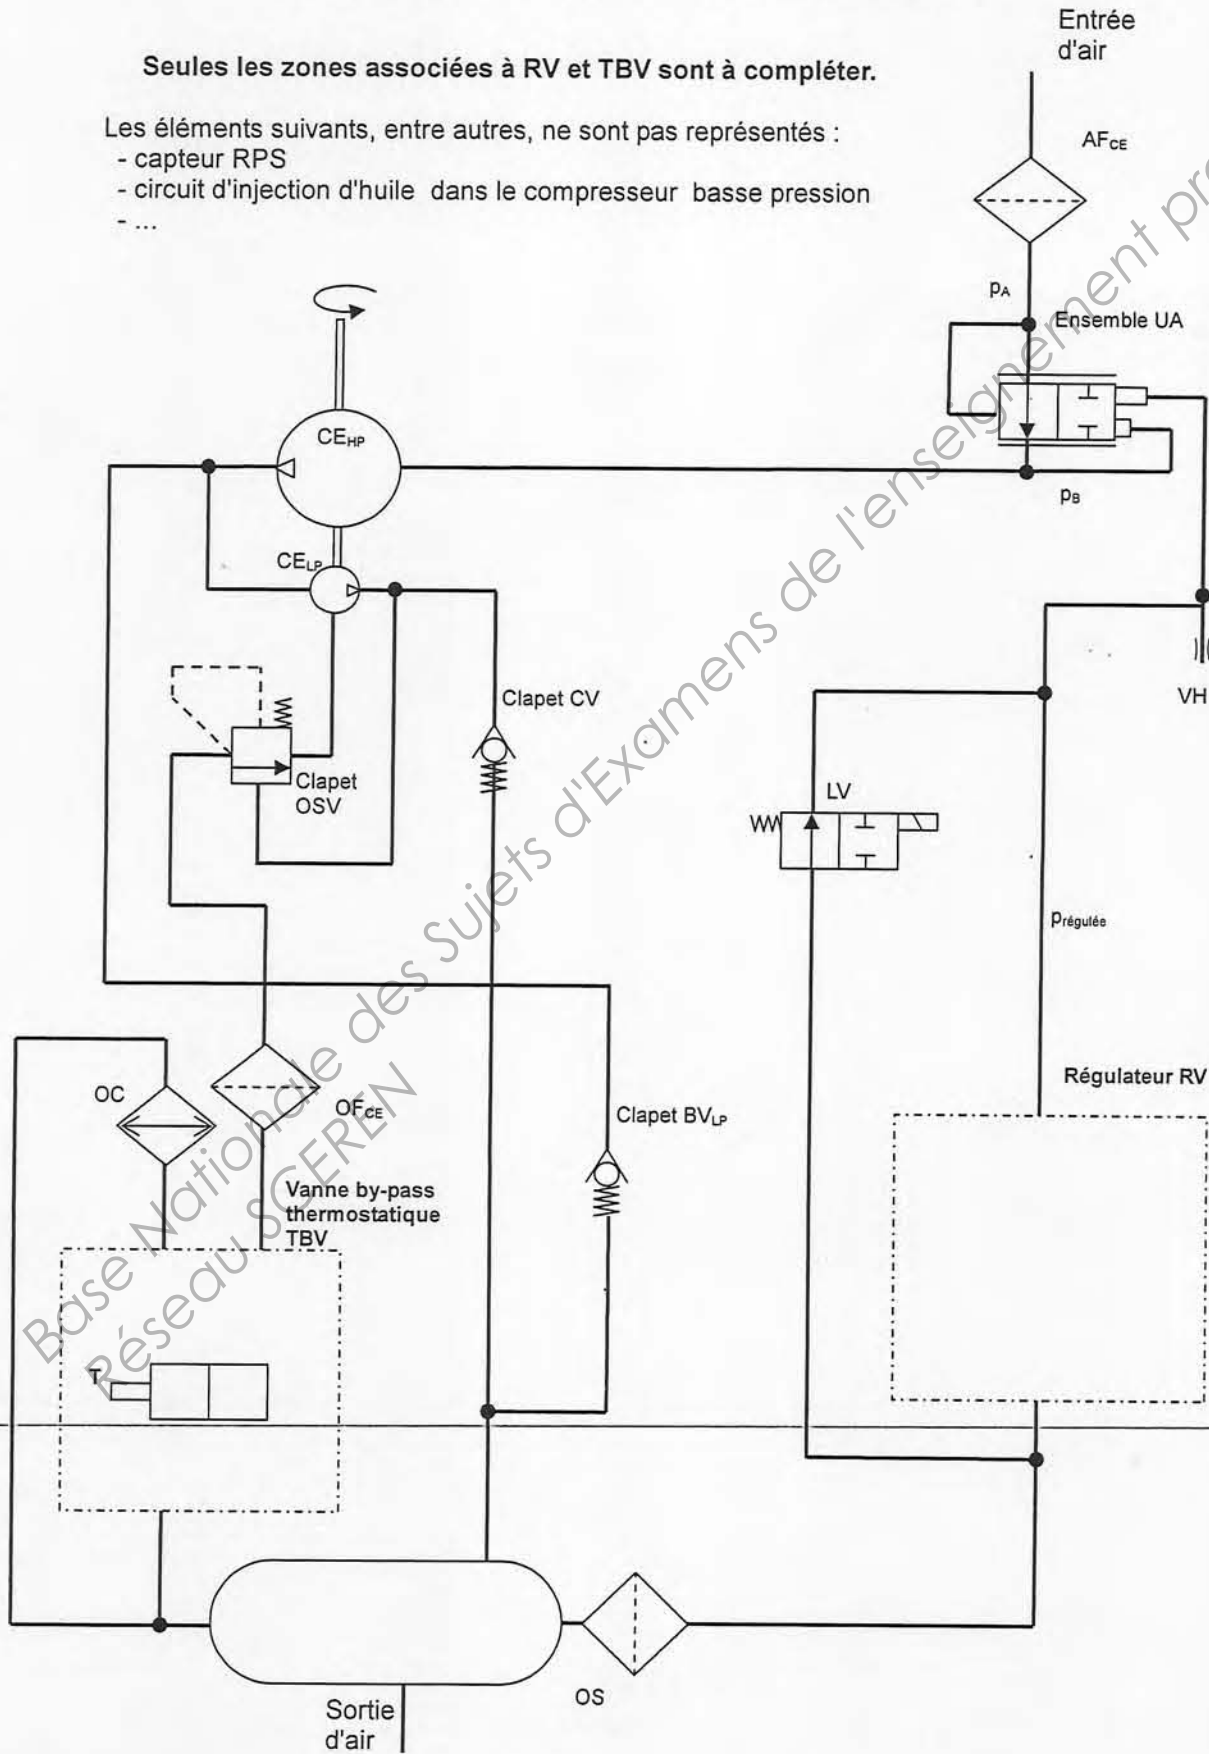 Entrée
d'air
Seules les zones associées à RV et TBV sont à compléter.
Les éléments suivants, entre autres, ne sont pas représentés :
- capteur RPS
- circuit d'injection d'huile dans le compresseur basse pression
- ...
AFCE
pA
Ensemble UA
CEHP
pB
CELP
Clapet CV
VH
Clapet
OSV
LV
prégulée
Régulateur RV
OC
OFCE
Clapet BVLP
Vanne by-pass
thermostatique
TBV
T
OS
Sortie
d'air
Base Nationale des Sujets d'Examens de l'enseignement pro
Réseau SCEREN